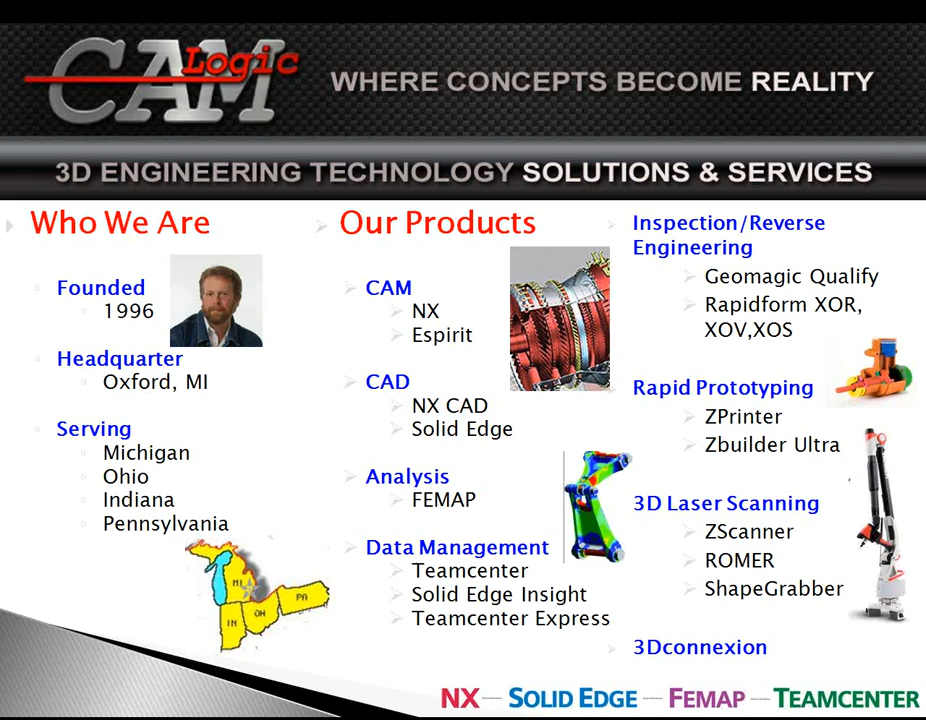 CAM Logic
WHERE CONCEPTS BECOME REALITY
3D ENGINEERING TECHNOLOGY SOLUTIONS & SERVICES
Who We Are
Founded
1996
Headquarter
Oxford, MI
Serving
Michigan
Ohio
Indiana
Pennsylvania
MI
IN
OH
PA
Our Products
CAM
NX
Espirit
CAD
NX CAD
Solid Edge
Analysis
FEMAP
Data Management
Teamcenter
Solid Edge Insight
Teamcenter Express
Inspection/Reverse
Engineering
Geomagic Qualify
Rapidform XOR,
XOV,XOS
Rapid Prototyping
ZPrinter
Zbuilder Ultra
3D Laser Scanning
ZScanner
ROMER
ShapeGrabber
3Dconnexion
NX SOLID EDGE FEMAP TEAMCENTER